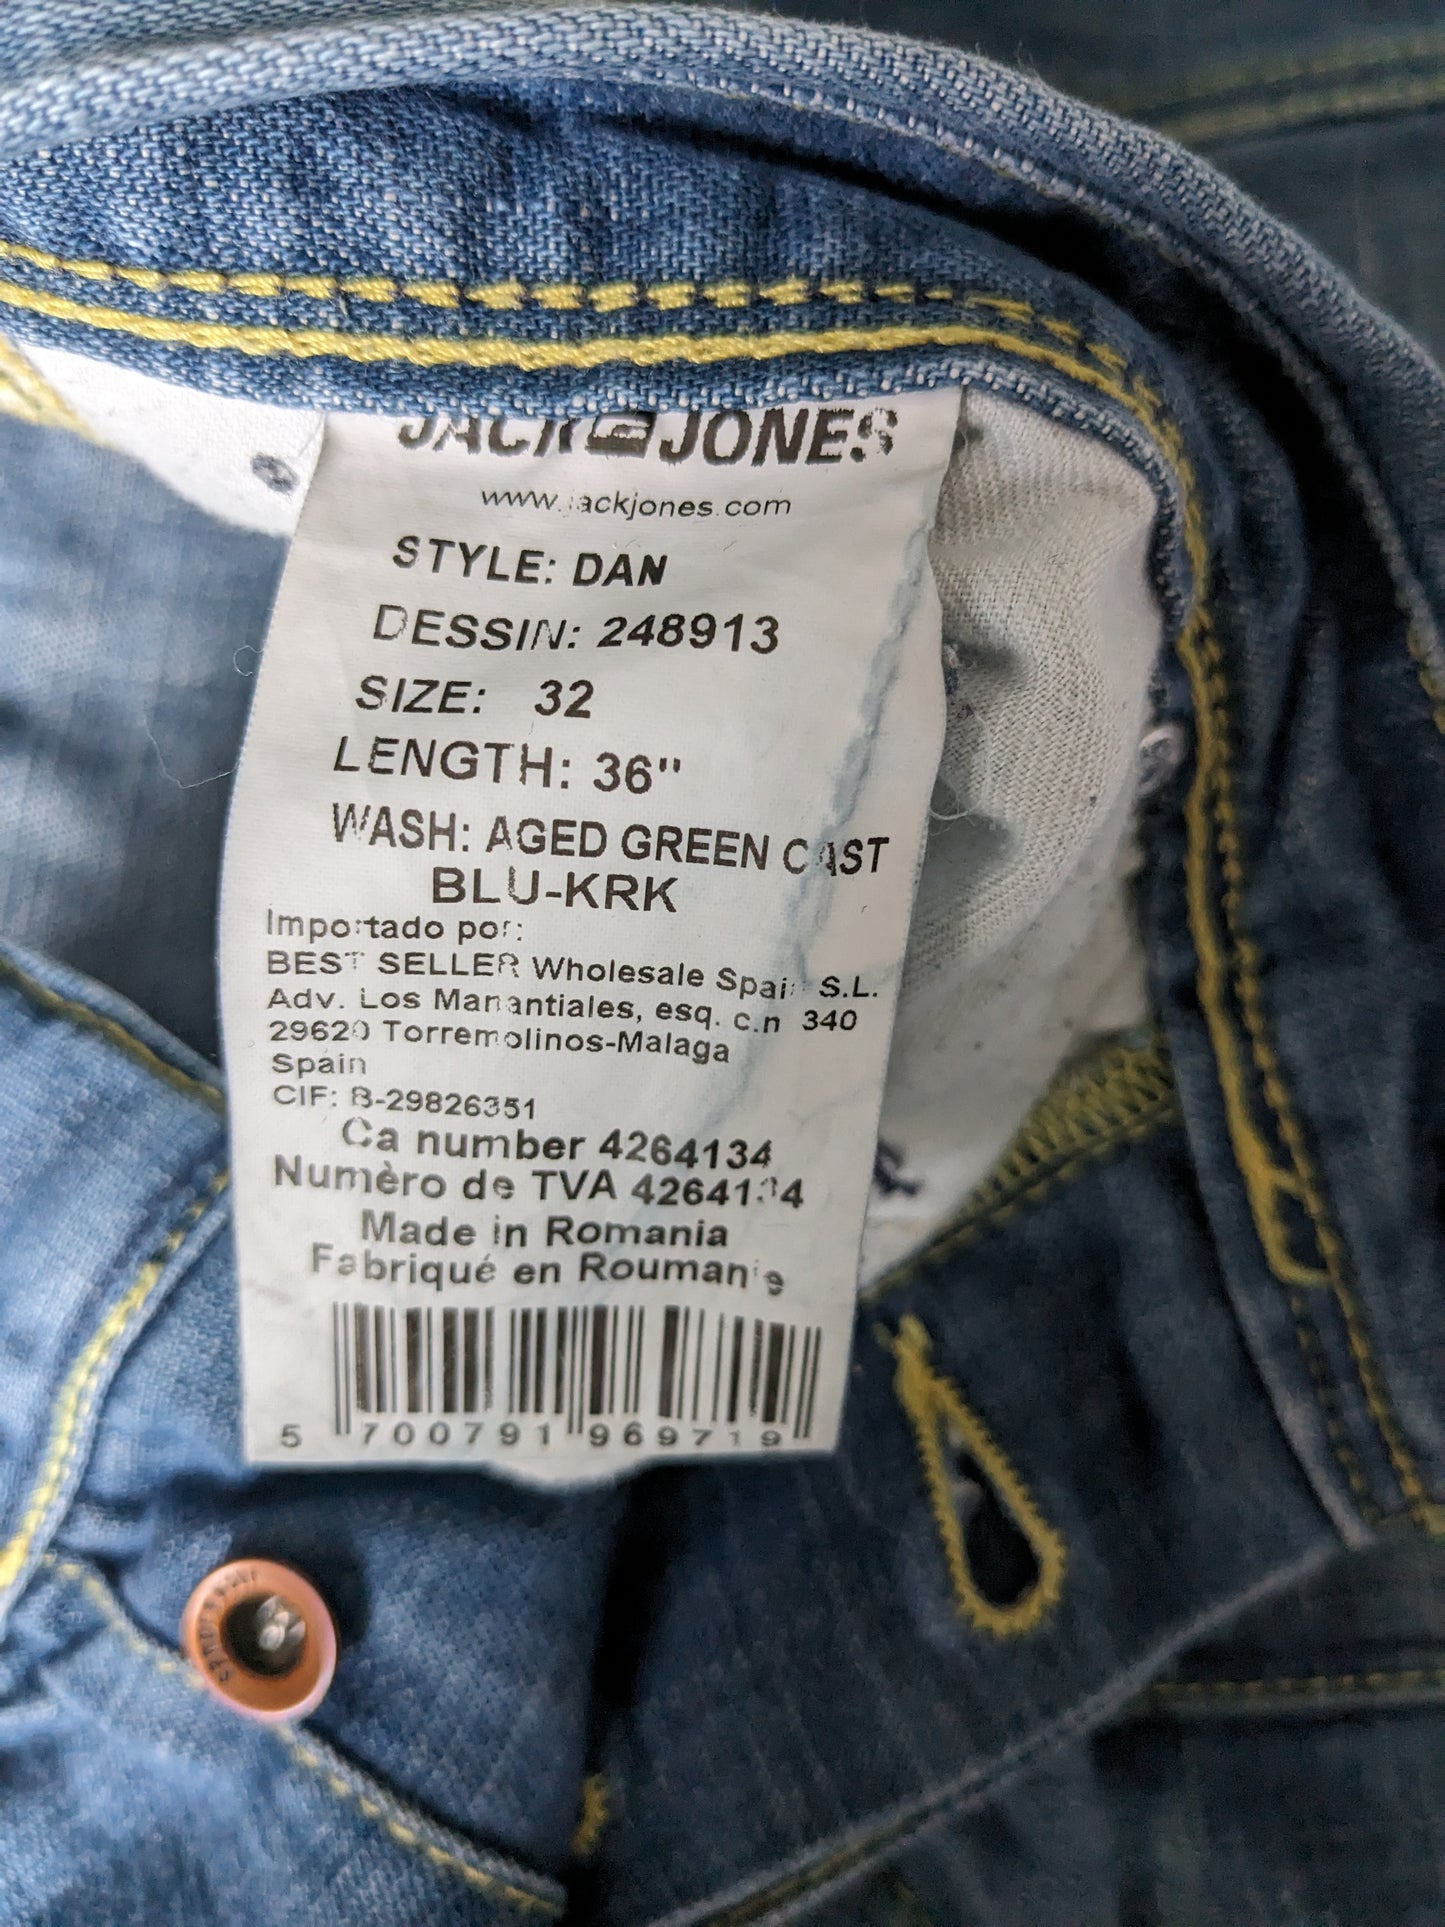 JACK & JONES
www.jackjones.com
STYLE: DAN
DESSIN: 248913
SIZE: 32
LENGTH: 36"
WASH: AGED GREEN CAST
BLU-KRK
Importado por:
BEST SELLER Wholesale Spain S.L.
Adv. Los Manantiales, esq. c.n 340
29620 Torremolinos-Malaga
Spain
CIF: B-29826351
Ca number 4264134
Numèro de TVA 4264134
Made in Romania
Fabriqué en Roumanie
5 700791 969719